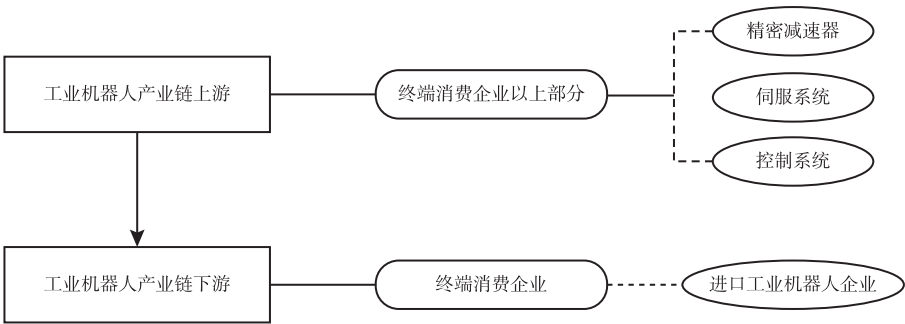 工业机器人产业链上游
终端消费企业以上部分
精密减速器
伺服系统
控制系统
工业机器人产业链下游
终端消费企业
进口工业机器人企业